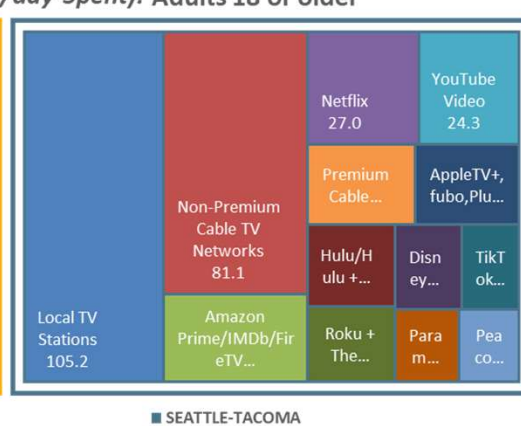 /day Spent): Adults 18 or older
Local TV
Stations
105.2
Non-Premium
Cable TV
Networks
81.1
Amazon
Prime/IMDb/Fir
eTV...
Netflix
27.0
YouTube
Video
24.3
Premium
Cable...
AppleTV+,
fubo,Plu...
Hulu/H
ulu +...
Disn
ey...
TikT
ok...
Roku +
The...
Para
m...
Pea
co...
SEATTLE-TACOMA